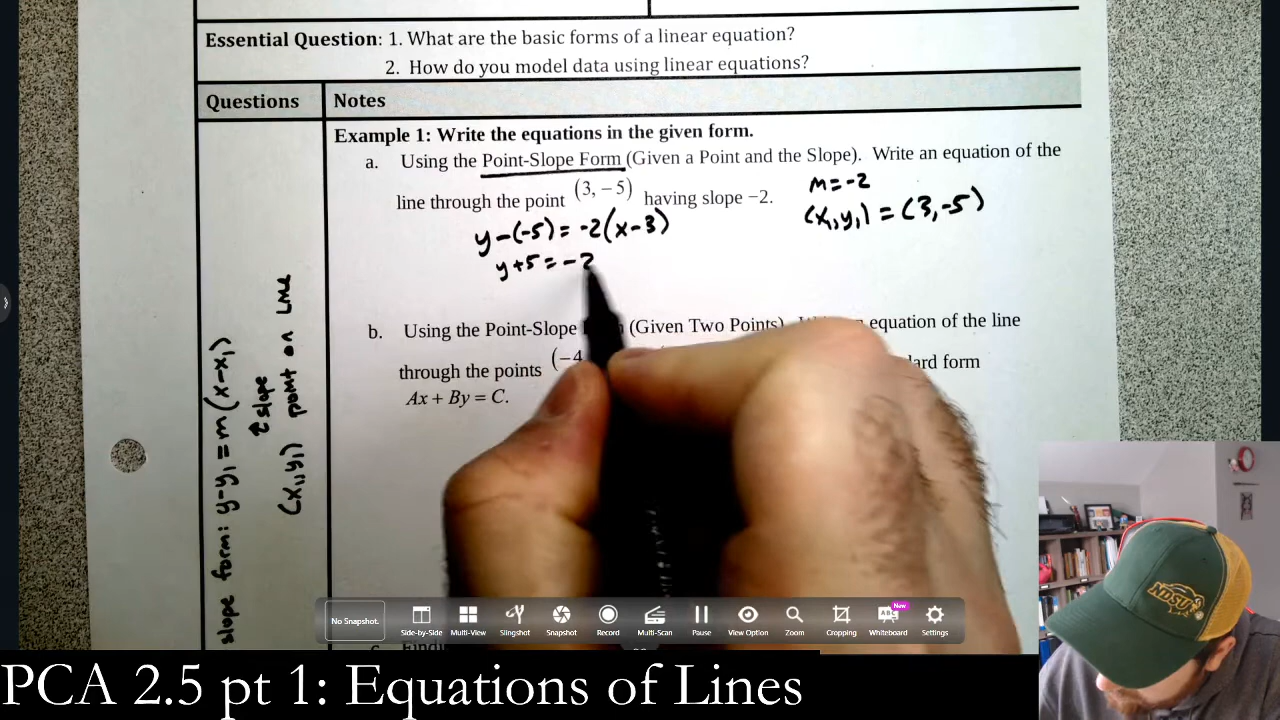 Essential Question: 1. What are the basic forms of a linear equation?
2. How do you model data using linear equations?
Questions
Notes
Example 1: Write the equations in the given form.
a. Using the Point-Slope Form (Given a Point and the Slope). Write an equation of the
line through the point (3, −5) having slope −2.
m=-2
(x₁,y₁)=(3,-5)
y-(-5)=-2(x-3)
y+5=-2
b. Using the Point-Slope (Given Two Points). equation of the line
through the points (−4 form
Ax + By = C.
slope form: y-y₁=m(x-x₁)
slope
(x₁,y₁) point on line
No Snapshot.
Side-by-Side
Multi-View
Slingshot
Snapshot
Record
Multi-Scan
Pause
View Option
Zoom
Cropping
New
ABC
Whiteboard
Settings
NDSU
PCA 2.5 pt 1: Equations of Lines